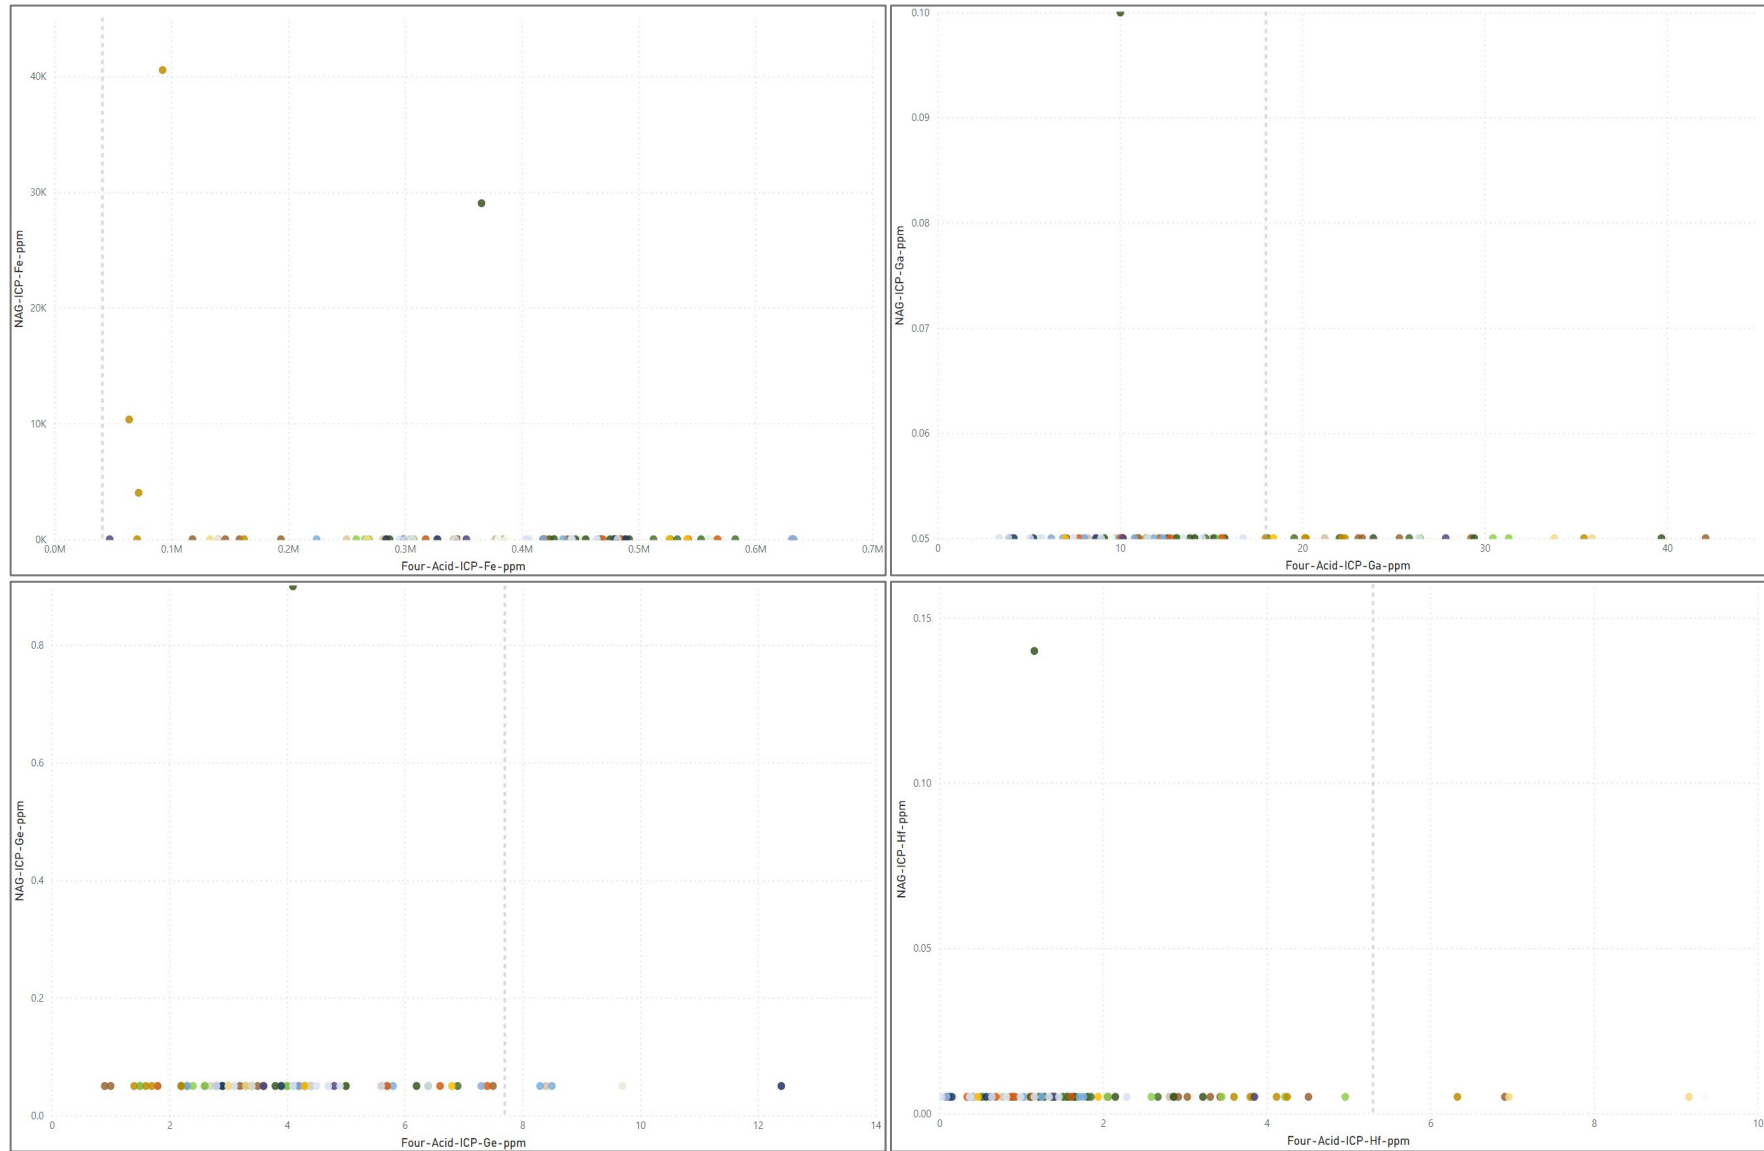 NAG-ICP-Fe-ppm
40K
30K
20K
10K
0K
0.0M 0.1M 0.2M 0.3M 0.4M 0.5M 0.6M 0.7M
Four-Acid-ICP-Fe-ppm
NAG-ICP-Ga-ppm
0.10
0.09
0.08
0.07
0.06
0.05
0 10 20 30 40
Four-Acid-ICP-Ga-ppm
NAG-ICP-Ge-ppm
0.8
0.6
0.4
0.2
0.0
0 2 4 6 8 10 12 14
Four-Acid-ICP-Ge-ppm
NAG-ICP-Hf-ppm
0.15
0.10
0.05
0.00
0 2 4 6 8 10
Four-Acid-ICP-Hf-ppm